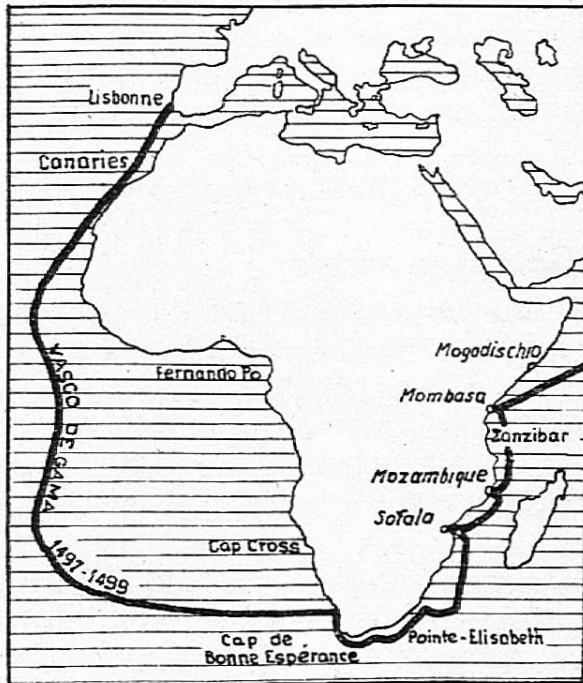 Lisbonne
Canaries
Mogadischio
Fernando Po
Mombasa
Zanzibar
VASCO DE GAMA
Mozambique
Sofala
Cap Cross
1497-1499
Cap de
Bonne Espérance
Pointe-Elisabeth